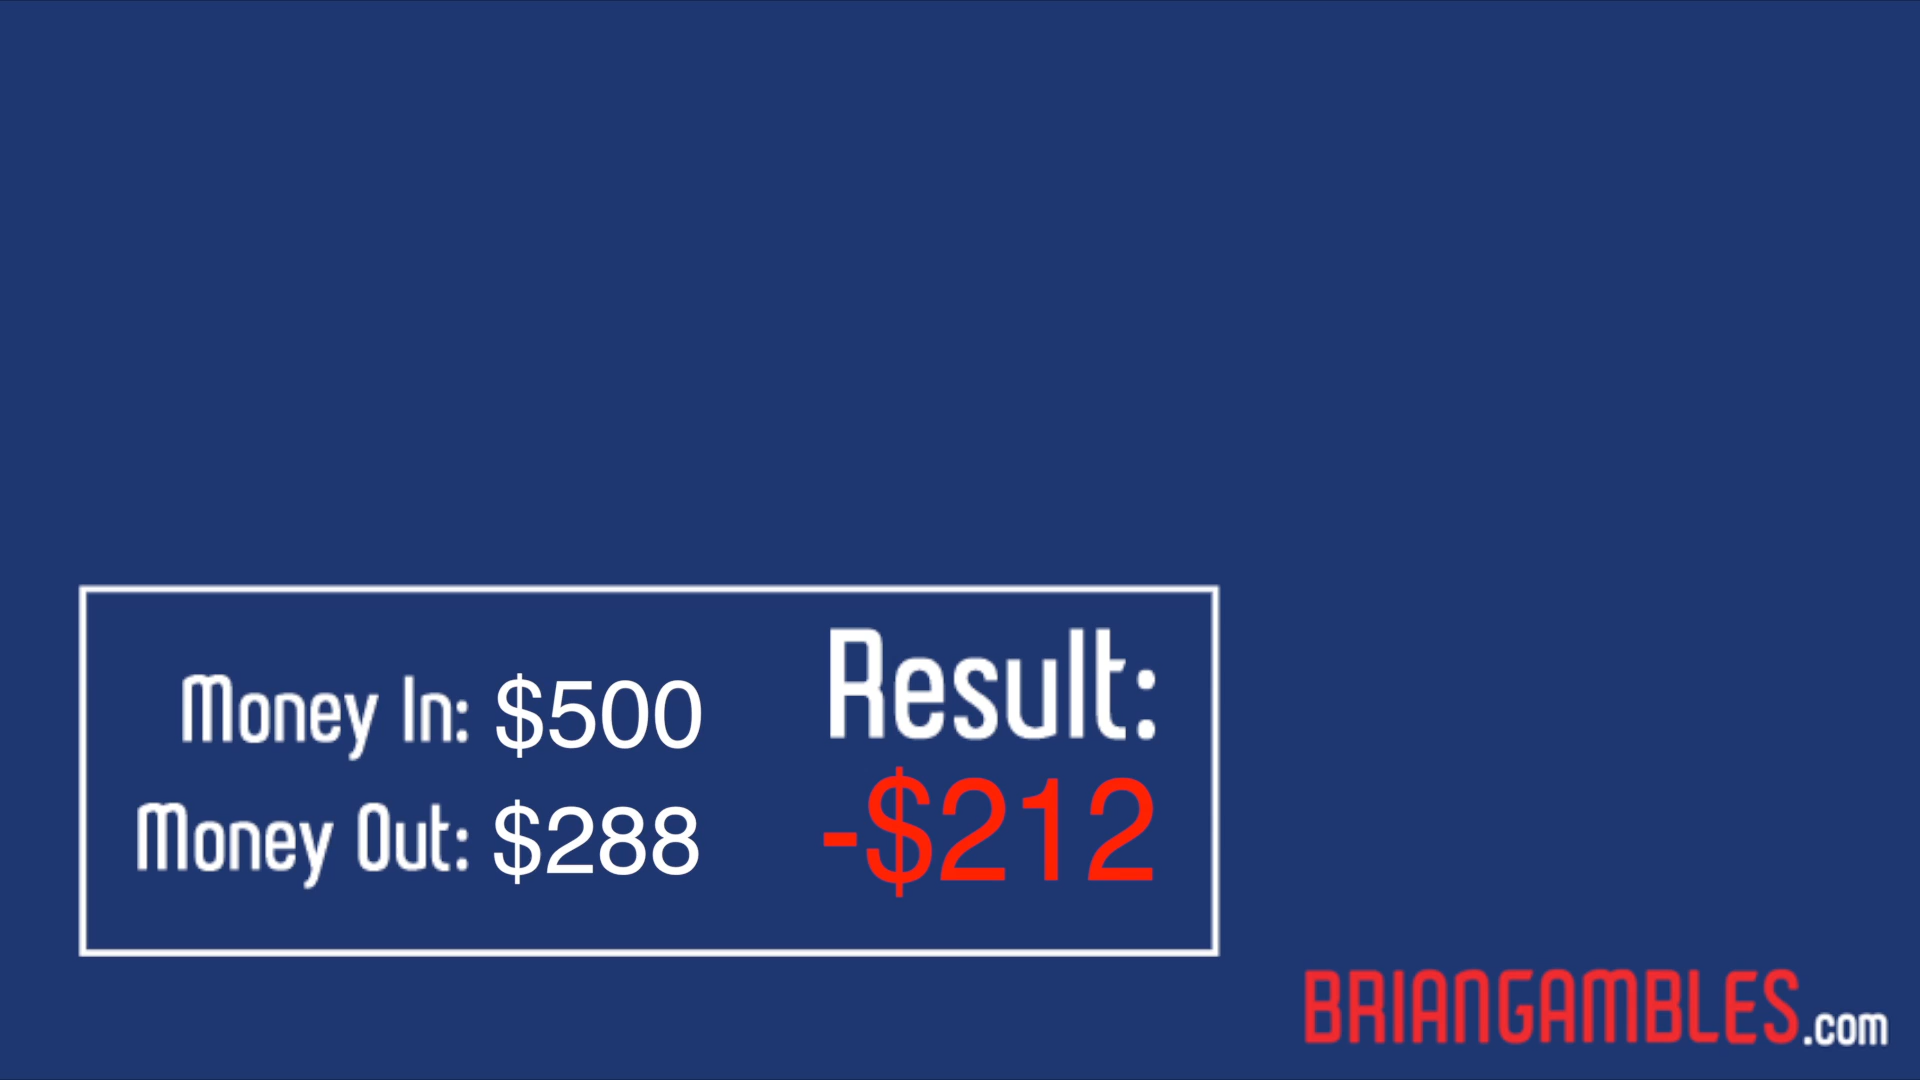 Money In: $500
Money Out: $288
Result:
-$212
BRIANGAMBLES.com